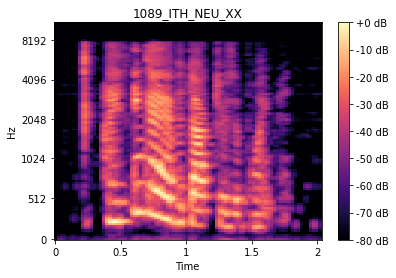 1089_ITH_NEU_XX
+0 dB
8192
-10 dB
4096
-20 dB
-30 dB
2048
Hz
-40 dB
1024
-50 dB
512
-60 dB
-70 dB
0
-80 dB
0 0.5 1 1.5 2
Time